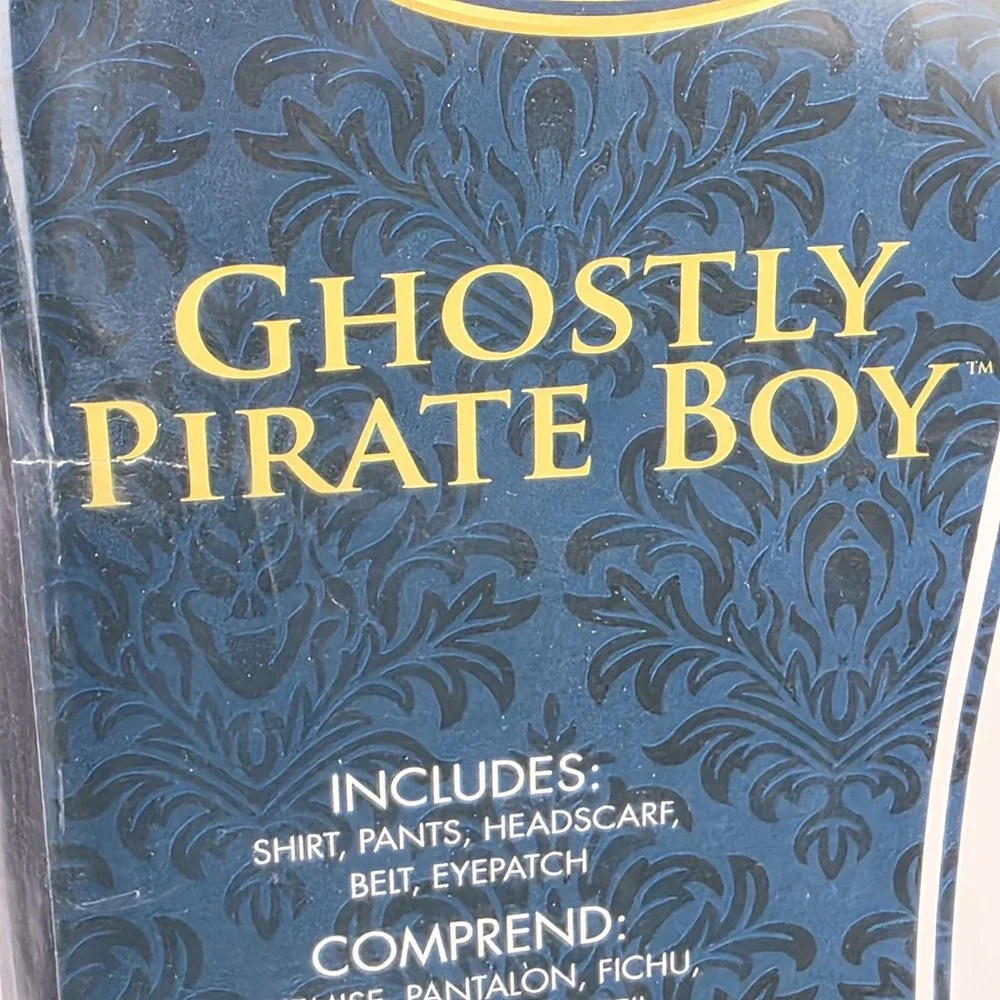 GHOSTLY
PIRATE BOY™
INCLUDES:
SHIRT, PANTS, HEADSCARF,
BELT, EYEPATCH
COMPREND:
PANTALON, FICHU,